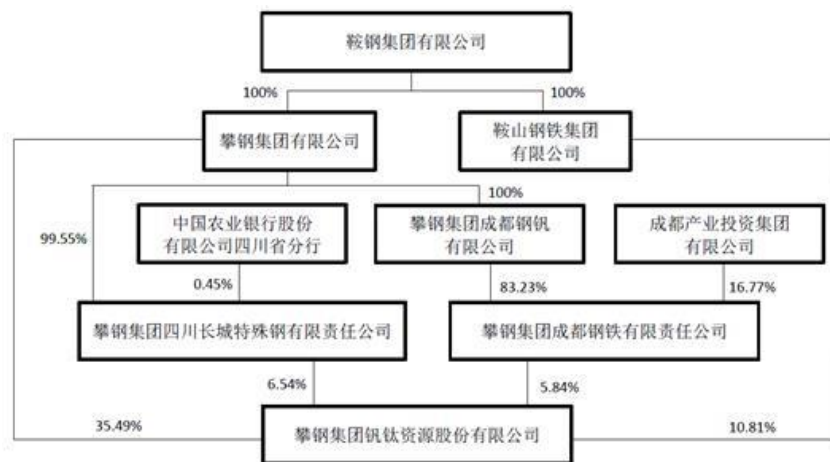 鞍钢集团有限公司
100%
100%
攀钢集团有限公司
鞍山钢铁集团
有限公司
100%
99.55%
中国农业银行股份
有限公司四川省分行
攀钢集团成都钢钒
有限公司
成都产业投资集团
有限公司
0.45%
83.23%
16.77%
攀钢集团四川长城特殊钢有限责任公司
攀钢集团成都钢铁有限责任公司
6.54%
5.84%
35.49%
攀钢集团钒钛资源股份有限公司
10.81%